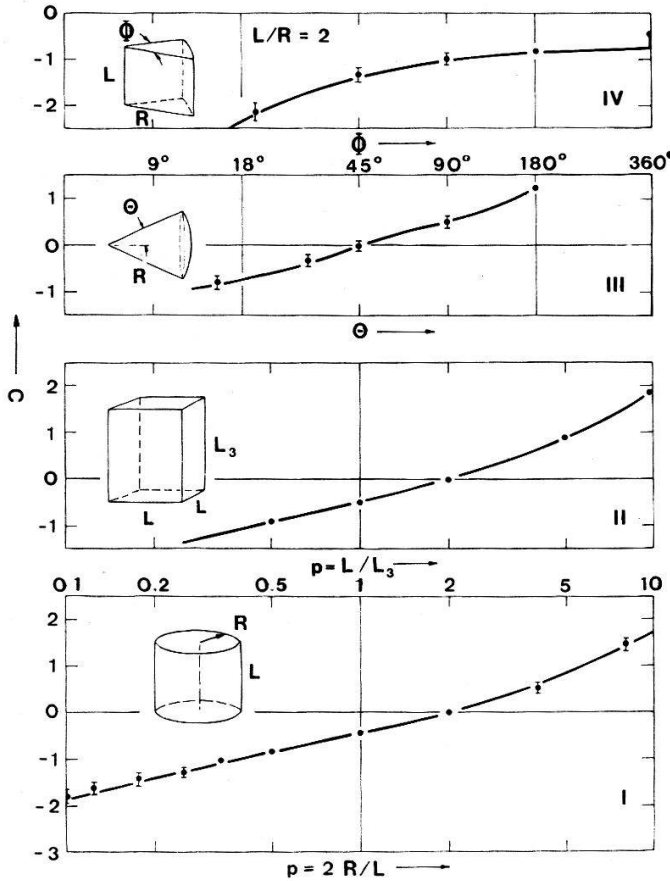 0
-1
-2
Φ
L
R
L/R = 2
IV
Φ
9° 18° 45° 90° 180° 360°
1
0
-1
Θ
R
III
Θ
C
2
1
0
-1
L3
L
L
II
p=L/L3
0.1 0.2 0.5 1 2 5 10
2
1
0
-1
-2
-3
R
L
I
p = 2 R/L